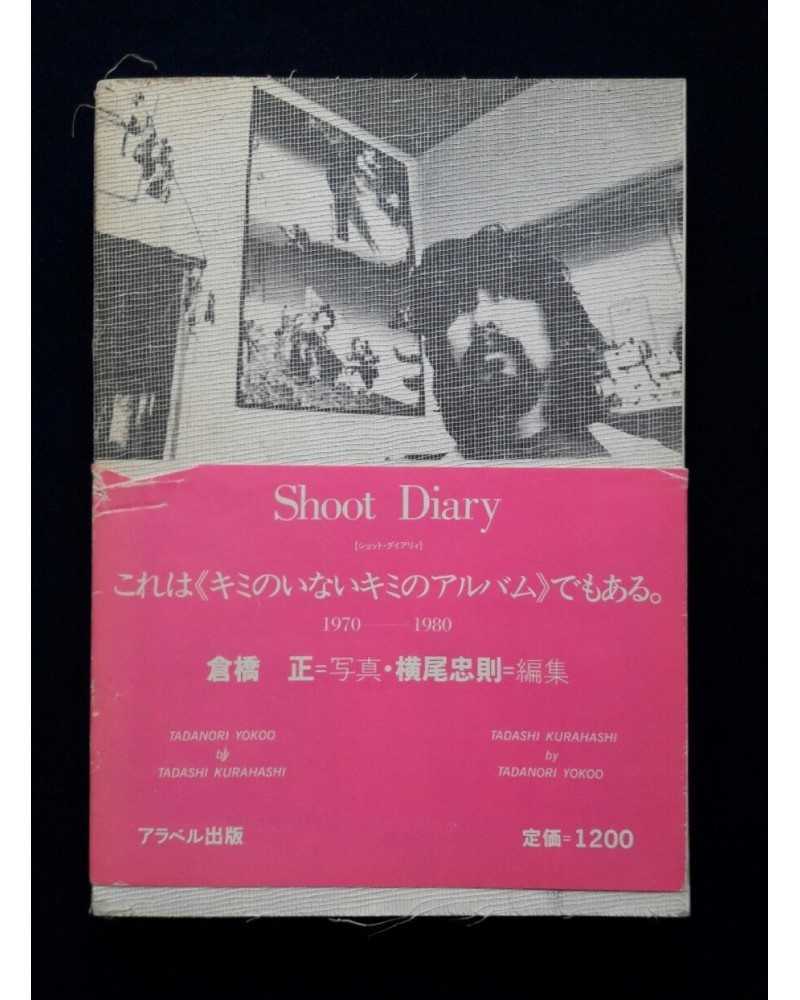 Shoot Diary
[ショット・ダイアリィ]
これは《キミのいないキミのアルバム》でもある。
1970——1980
倉橋 正=写真・横尾忠則=編集
TADANORI YOKOO
by
TADASHI KURAHASHI
TADASHI KURAHASHI
by
TADANORI YOKOO
アラベル出版
定価=1200